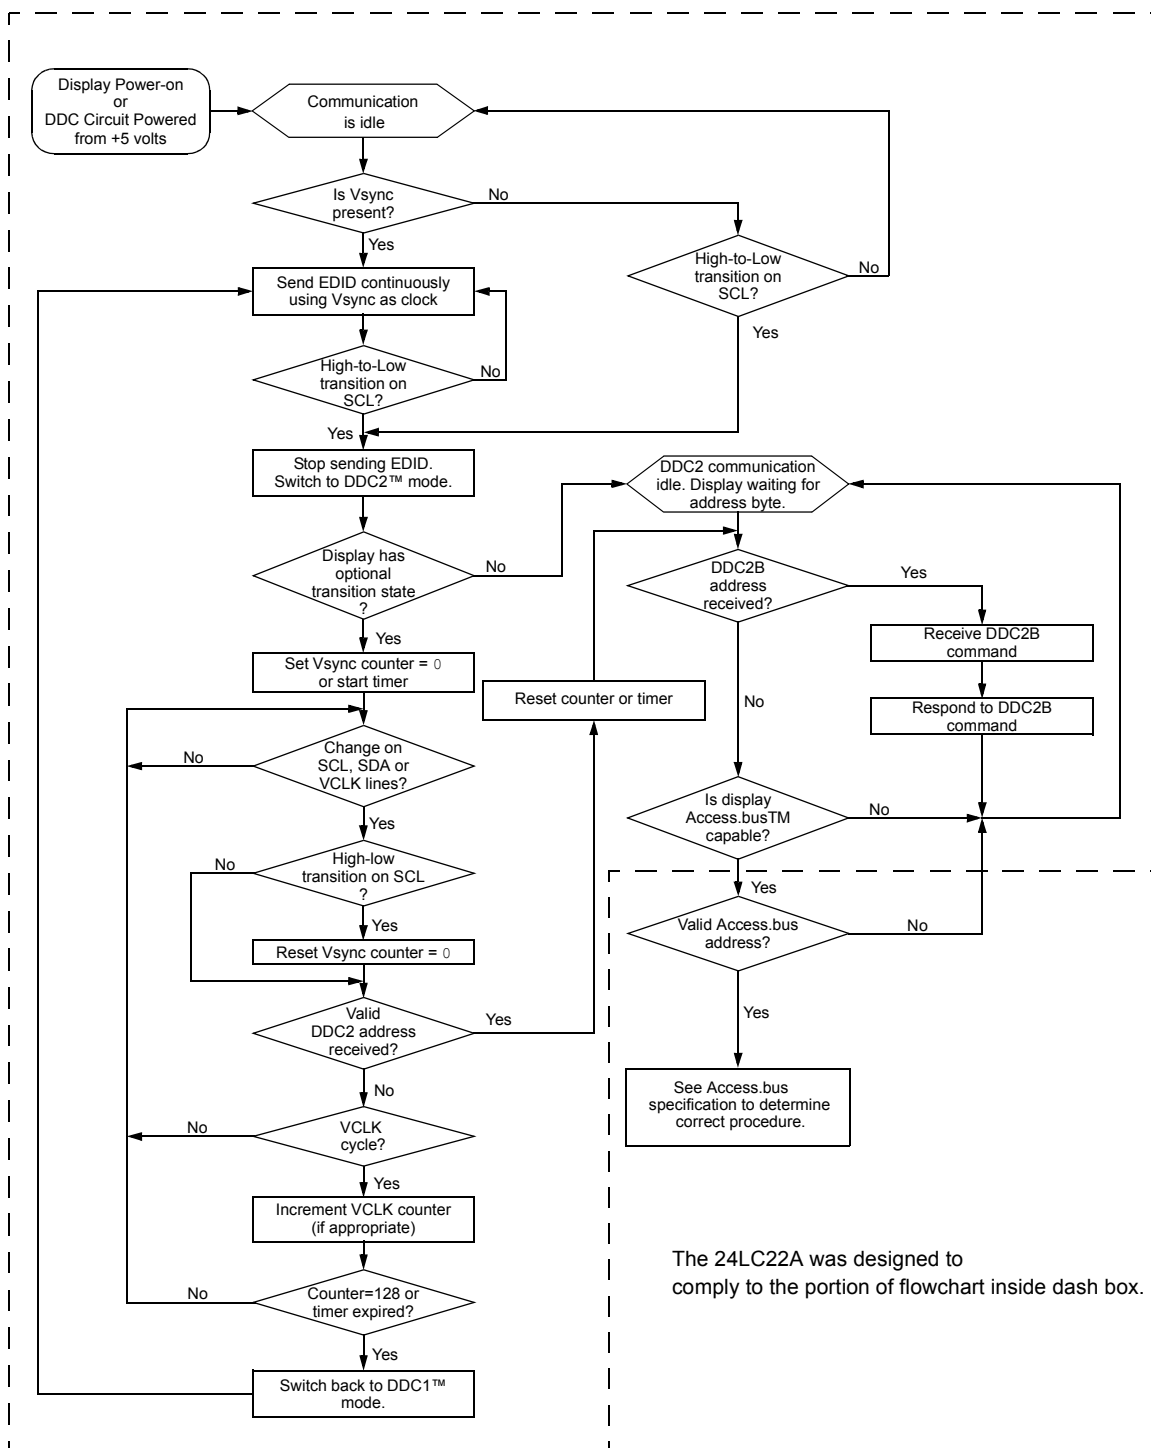 Display Power-on
or
DDC Circuit Powered
from +5 volts
Communication
is idle
Is Vsync
present?
No
Yes
High-to-Low
transition on
SCL?
No
Yes
Send EDID continuously
using Vsync as clock
High-to-Low
transition on
SCL?
No
Yes
Stop sending EDID.
Switch to DDC2™ mode.
DDC2 communication
idle. Display waiting for
address byte.
Display has
optional
transition state
?
No
Yes
DDC2B
address
received?
Yes
No
Receive DDC2B
command
Respond to DDC2B
command
Set Vsync counter = 0
or start timer
Reset counter or timer
Change on
SCL, SDA or
VCLK lines?
No
Yes
Is display
Access.busTM
capable?
No
Yes
High-low
transition on SCL
?
No
Yes
Reset Vsync counter = 0
Valid Access.bus
address?
No
Yes
Valid
DDC2 address
received?
Yes
No
See Access.bus
specification to determine
correct procedure.
VCLK
cycle?
No
Yes
Increment VCLK counter
(if appropriate)
Counter=128 or
timer expired?
No
Yes
Switch back to DDC1™
mode.
The 24LC22A was designed to
comply to the portion of flowchart inside dash box.